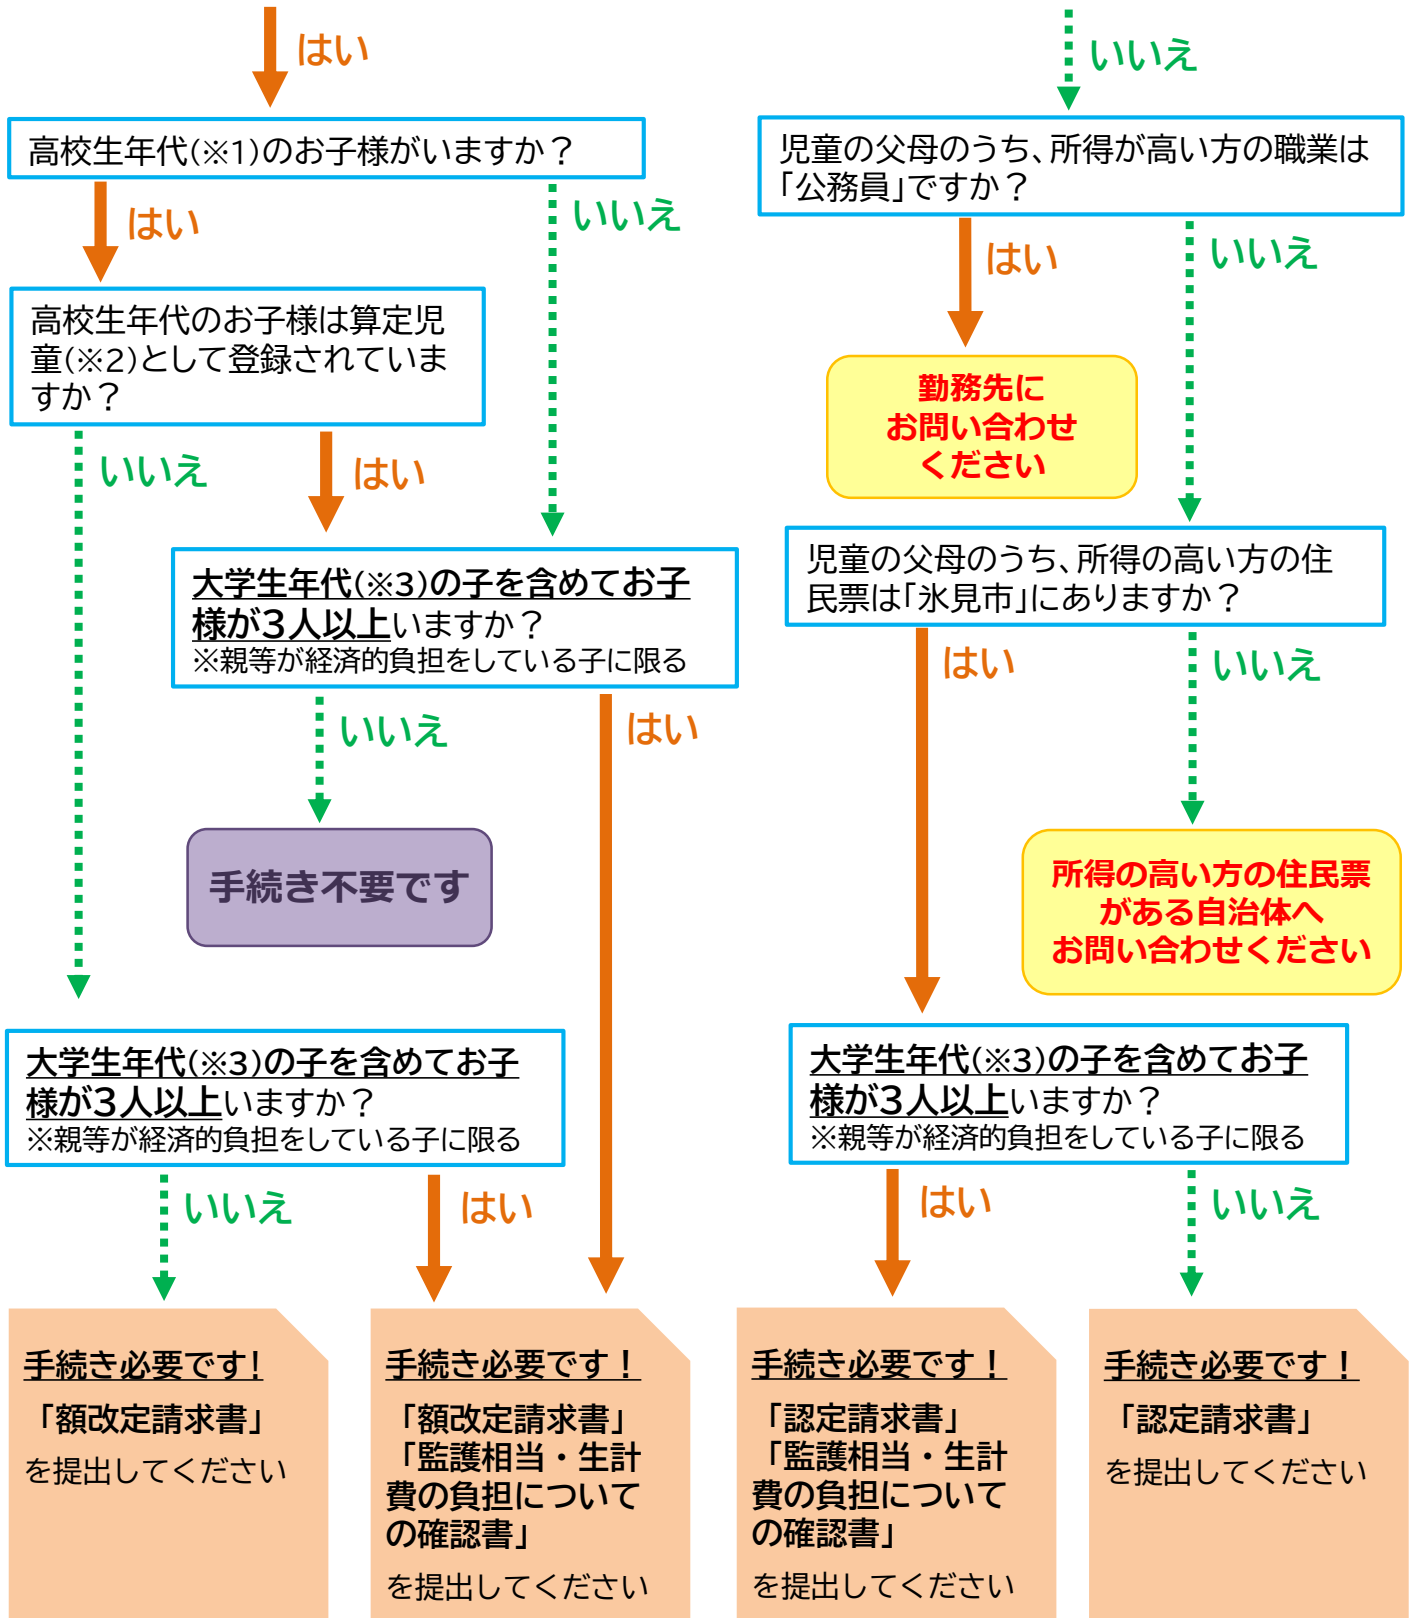 はい
いいえ
高校生年代(※1)のお子様がいますか？
児童の父母のうち、所得が高い方の職業は
「公務員」ですか？
はい
いいえ
はい
いいえ
高校生年代のお子様は算定児
童(※2)として登録されていま
すか？
勤務先に
お問い合わせ
ください
いいえ
はい
大学生年代(※3)の子を含めてお子
様が3人以上いますか？
※親等が経済的負担をしている子に限る
児童の父母のうち、所得の高い方の住
民票は「氷見市」にありますか？
はい
いいえ
いいえ
はい
手続き不要です
所得の高い方の住民票
がある自治体へ
お問い合わせください
大学生年代(※3)の子を含めてお子
様が3人以上いますか？
※親等が経済的負担をしている子に限る
大学生年代(※3)の子を含めてお子
様が3人以上いますか？
※親等が経済的負担をしている子に限る
いいえ
はい
はい
いいえ
手続き必要です！
「額改定請求書」
を提出してください
手続き必要です！
「額改定請求書」
「監護相当・生計
費の負担について
の確認書」
を提出してください
手続き必要です！
「認定請求書」
「監護相当・生計
費の負担について
の確認書」
を提出してください
手続き必要です！
「認定請求書」
を提出してください